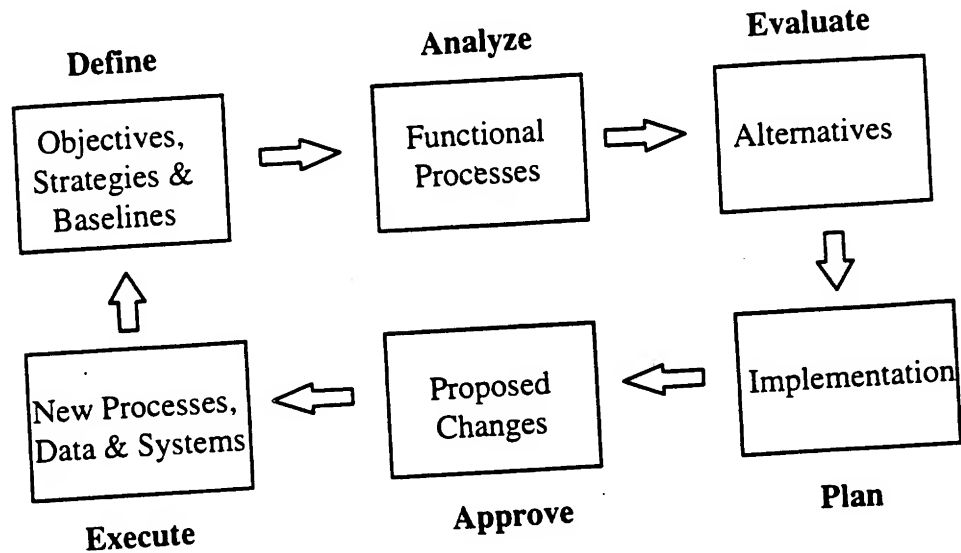 Define
Objectives,
Strategies &
Baselines
Analyze
Functional
Processes
Evaluate
Alternatives
Implementation
Plan
Proposed
Changes
Approve
New Processes,
Data & Systems
Execute